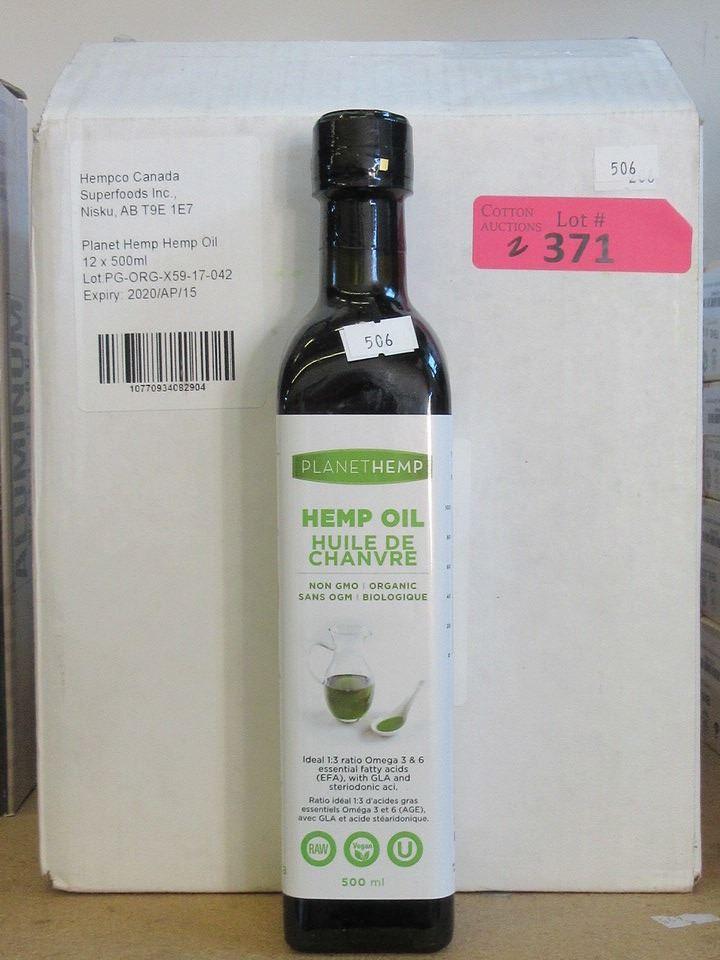 Hempco Canada
Superfoods Inc.,
Nisku, AB T9E 1E7
Planet Hemp Hemp Oil
12 x 500ml
Lot:PG-ORG-X59-17-042
Expiry: 2020/AP/15
10770934082904
506
COTTON
AUCTIONS
Lot #
2 371
506
PLANETHEMP
HEMP OIL
HUILE DE
CHANVRE
NON GMO | ORGANIC
SANS OGM | BIOLOGIQUE
Ideal 1:3 ratio Omega 3 & 6
essential fatty acids
(EFA), with GLA and
steriodonic aci.
Ratio idéal 1:3 d'acides gras
essentiels Oméga 3 et 6 (AGE),
avec GLA et acide stéaridonique.
RAW
Vegan
U
500 ml
ALUMINUM